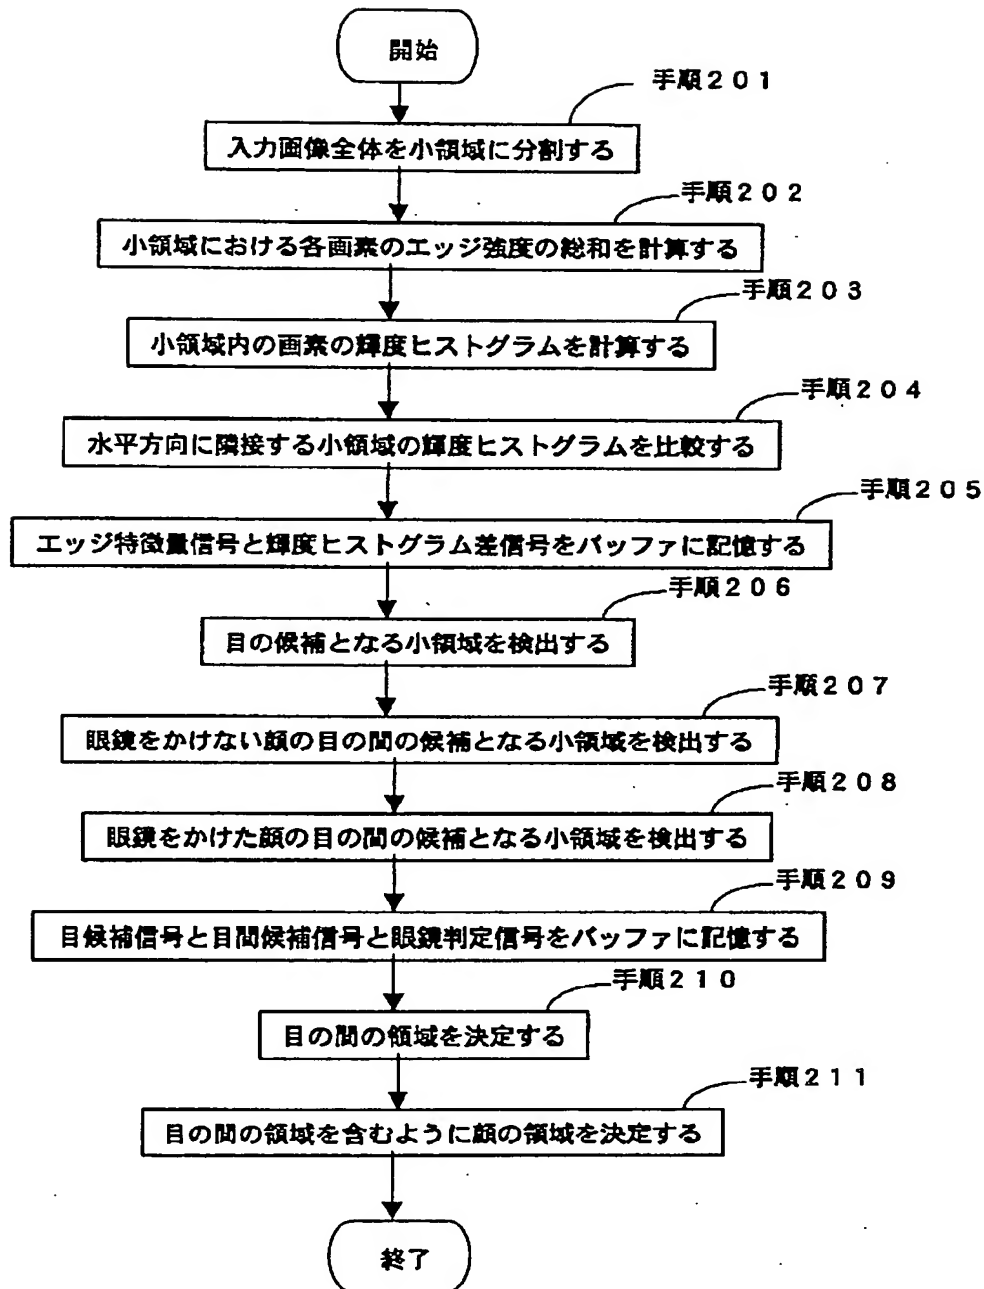 開始
手順201
入力画像全体を小領域に分割する
手順202
小領域における各画素のエッジ強度の総和を計算する
手順203
小領域内の画素の輝度ヒストグラムを計算する
手順204
水平方向に隣接する小領域の輝度ヒストグラムを比較する
手順205
エッジ特徴量信号と輝度ヒストグラム差信号をバッファに記憶する
手順206
目の候補となる小領域を検出する
手順207
眼鏡をかけない顔の目の間の候補となる小領域を検出する
手順208
眼鏡をかけた顔の目の間の候補となる小領域を検出する
手順209
目候補信号と目間候補信号と眼鏡判定信号をバッファに記憶する
手順210
目の間の領域を決定する
手順211
目の間の領域を含むように顔の領域を決定する
終了